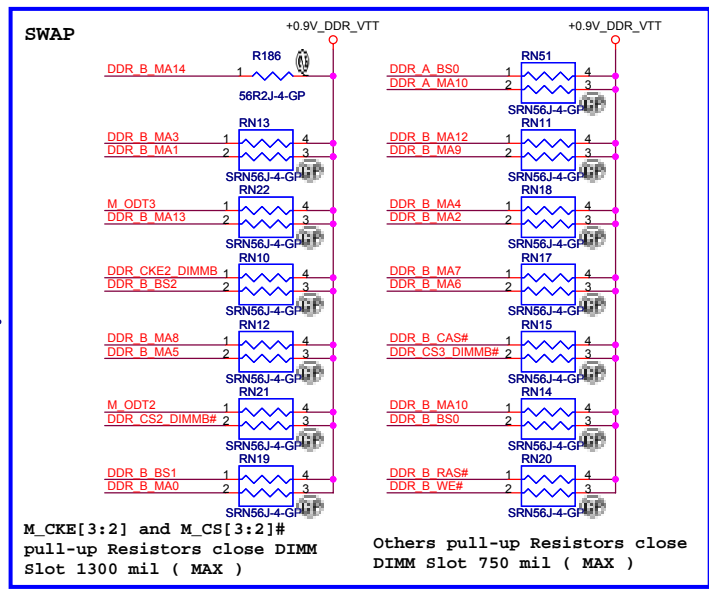 SWAP
+0.9V_DDR_VTT
R186
DDR_B_MA14
1
2
56R2J-4-GP
RN13
DDR_B_MA3 1 4
DDR_B_MA1 2 3
SRN56J-4-GP
RN22
M_ODT3 1 4
DDR_B_MA13 2 3
SRN56J-4-GP
RN10
DDR_CKE2_DIMMB 1 4
DDR_B_BS2 2 3
SRN56J-4-GP
RN12
DDR_B_MA8 1 4
DDR_B_MA5 2 3
SRN56J-4-GP
RN21
M_ODT2 1 4
DDR_CS2_DIMMB# 2 3
SRN56J-4-GP
RN19
DDR_B_BS1 1 4
DDR_B_MA0 2 3
SRN56J-4-GP
M_CKE[3:2] and M_CS[3:2]#
pull-up Resistors close DIMM
Slot 1300 mil ( MAX )
+0.9V_DDR_VTT
RN51
DDR_A_BS0 1 4
DDR_A_MA10 2 3
SRN56J-4-GP
RN11
DDR_B_MA12 1 4
DDR_B_MA9 2 3
SRN56J-4-GP
RN18
DDR_B_MA4 1 4
DDR_B_MA2 2 3
SRN56J-4-GP
RN17
DDR_B_MA7 1 4
DDR_B_MA6 2 3
SRN56J-4-GP
RN15
DDR_B_CAS# 1 4
DDR_CS3_DIMMB# 2 3
SRN56J-4-GP
RN14
DDR_B_MA10 1 4
DDR_B_BS0 2 3
SRN56J-4-GP
RN20
DDR_B_RAS# 1 4
DDR_B_WE# 2 3
SRN56J-4-GP
Others pull-up Resistors close
DIMM Slot 750 mil ( MAX )